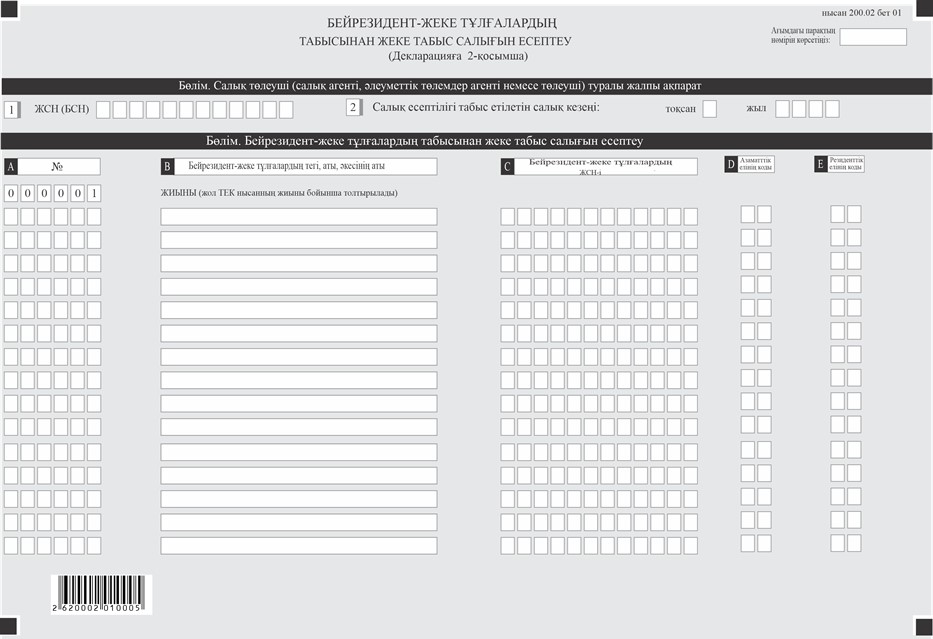 нысан 200.02 бет 01
БЕЙРЕЗИДЕНТ-ЖЕКЕ ТҰЛҒАЛАРДЫҢ
ТАБЫСЫНАН ЖЕКЕ ТАБЫС САЛЫҒЫН ЕСЕПТЕУ
(Декларацияға 2-қосымша)
Ағымдағы парақтың
нөмірін көрсетіңіз:
Бөлім. Салық төлеуші (салық агенті, әлеуметтік төлемдер агенті немесе төлеуші) туралы жалпы ақпарат
1 ЖСН (БСН) 2 Салық есептілігі табыс етілетін салық кезеңі: тоқсан жыл
Бөлім. Бейрезидент-жеке тұлғалардың табысынан жеке табыс салығын есептеу
A № B Бейрезидент-жеке тұлғалардың тегі, аты, әкесінің аты C Бейрезидент-жеке тұлғалардың D Азаматтік E Резиденттік
ЖСН-і елінің коды елінің коды
0 0 0 0 0 1 ЖИЫНЫ (жол ТЕК нысанның жиыны бойынша толтырылады)
2 620002 010005